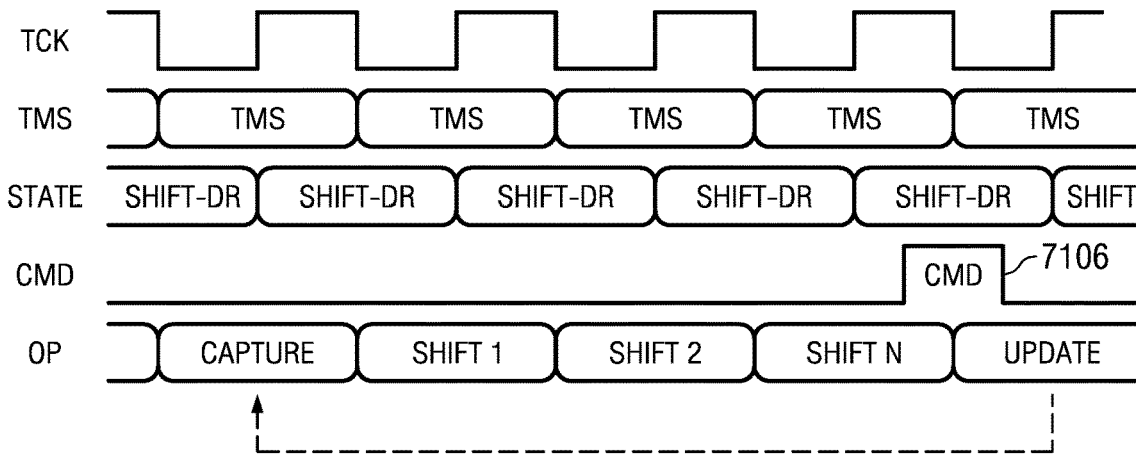 TCK
TMS TMS TMS TMS TMS TMS
STATE SHIFT-DR SHIFT-DR SHIFT-DR SHIFT-DR SHIFT-DR SHIFT
CMD CMD 7106
OP CAPTURE SHIFT 1 SHIFT 2 SHIFT N UPDATE